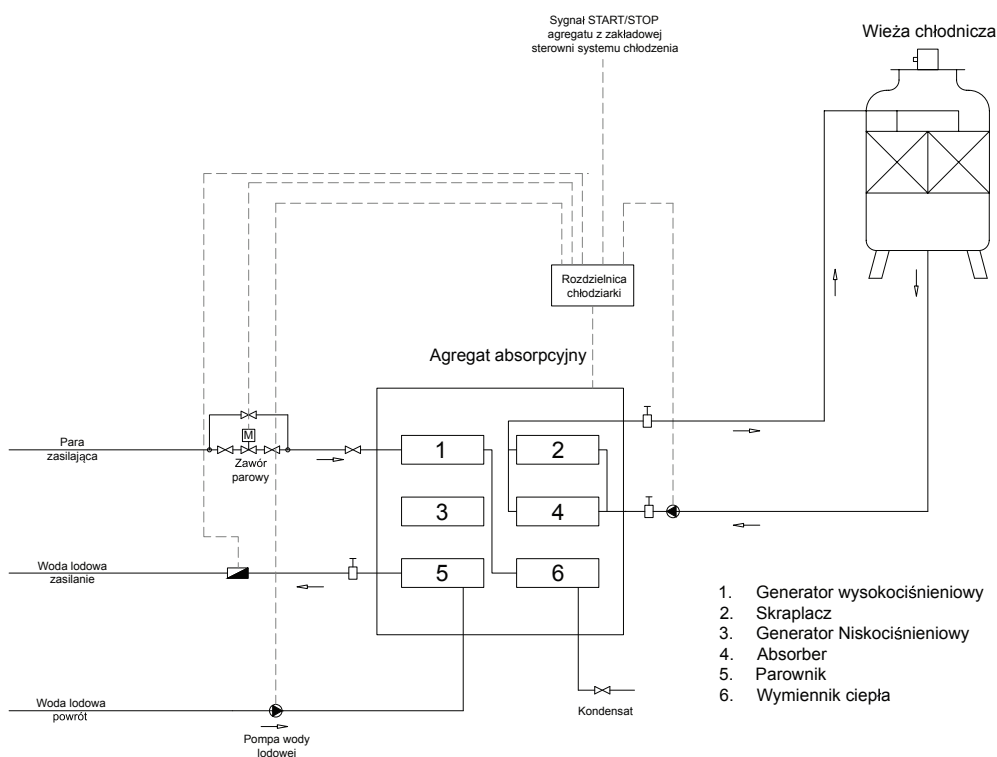 Sygnał START/STOP
agregatu z zakładowej
sterowni systemu chłodzenia
Wieża chłodnicza
Rozdzielnica
chłodziarki
Agregat absorpcyjny
Para
zasilająca
M
Zawór
parowy
1
2
3
4
5
6
Woda lodowa
zasilanie
Woda lodowa
powrót
Pompa wody
lodowej
Kondensat
1. Generator wysokociśnieniowy
2. Skraplacz
3. Generator Niskociśnieniowy
4. Absorber
5. Parownik
6. Wymiennik ciepła